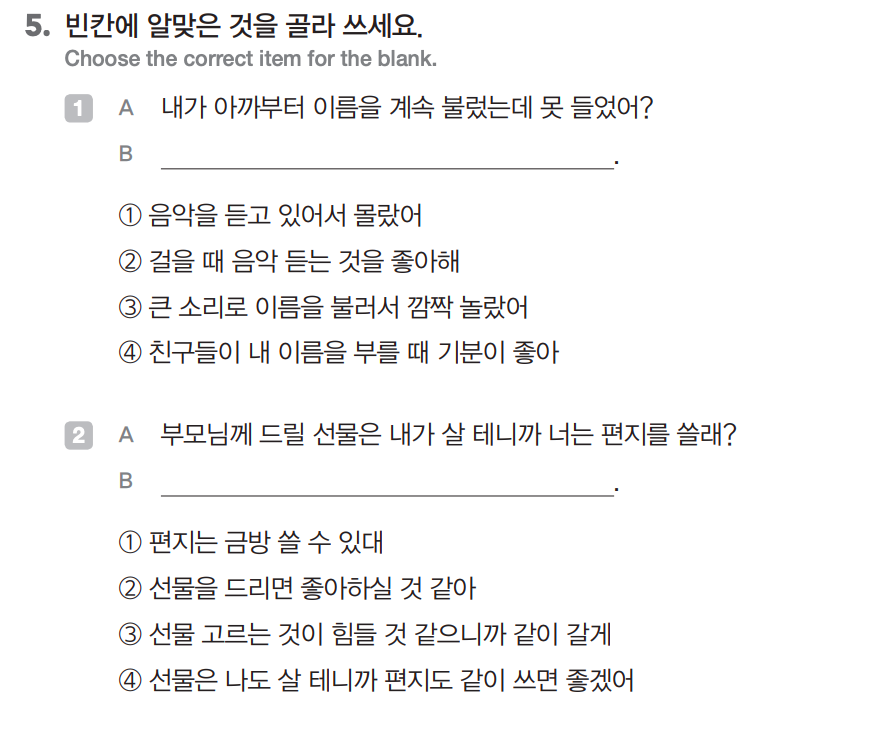 5. 빈칸에 알맞은 것을 골라 쓰세요.
Choose the correct item for the blank.
1 A 내가 아까부터 이름을 계속 불렀는데 못 들었어?
B .
① 음악을 듣고 있어서 몰랐어
② 걸을 때 음악 듣는 것을 좋아해
③ 큰 소리로 이름을 불러서 깜짝 놀랐어
④ 친구들이 내 이름을 부를 때 기분이 좋아
2 A 부모님께 드릴 선물은 내가 살 테니까 너는 편지를 쓸래?
B .
① 편지는 금방 쓸 수 있대
② 선물을 드리면 좋아하실 것 같아
③ 선물 고르는 것이 힘들 것 같으니까 같이 갈게
④ 선물은 나도 살 테니까 편지도 같이 쓰면 좋겠어